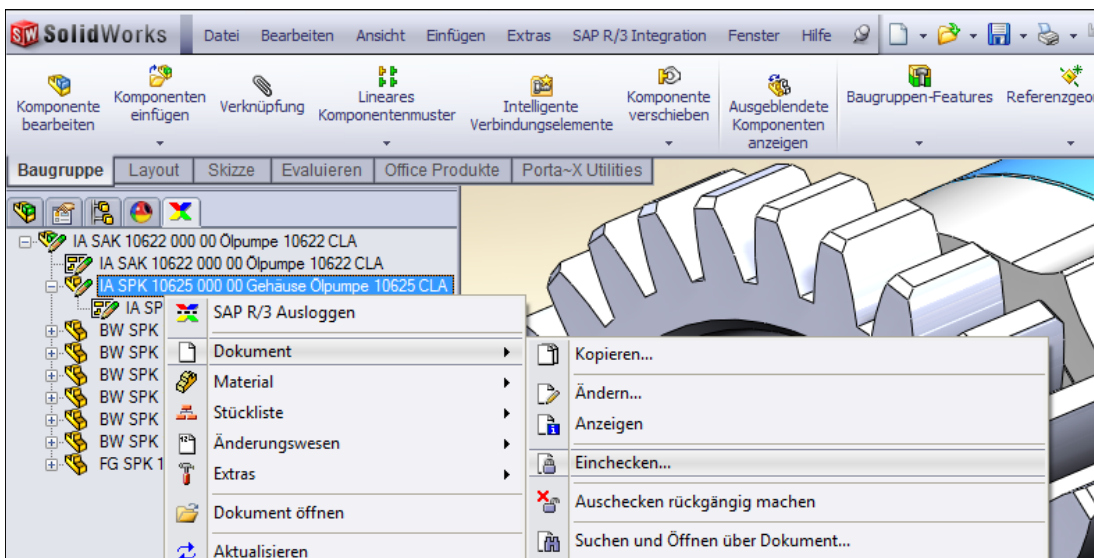 SolidWorks Datei Bearbeiten Ansicht Einfügen Extras SAP R/3 Integration Fenster Hilfe
Komponente bearbeiten
Komponenten einfügen
Verknüpfung
Lineares Komponentenmuster
Intelligente Verbindungselemente
Komponente verschieben
Ausgeblendete Komponenten anzeigen
Baugruppen-Features
Baugruppe Layout Skizze Evaluieren Office Produkte Porta~X Utilities
IA SAK 10622 000 00 Ölpumpe 10622 CLA
IA SAK 10622 000 00 Ölpumpe 10622 CLA
IA SPK 10625 000 00 Gehäuse Ölpumpe 10625 CLA
IA SP
BW SPK
BW SPK
BW SPK
BW SPK
BW SPK
BW SPK
FG SPK 1
SAP R/3 Ausloggen
Dokument
Material
Stückliste
Änderungswesen
Extras
Dokument öffnen
Aktualisieren
Kopieren...
Ändern...
Anzeigen
Einchecken...
Auschecken rückgängig machen
Suchen und Öffnen über Dokument...